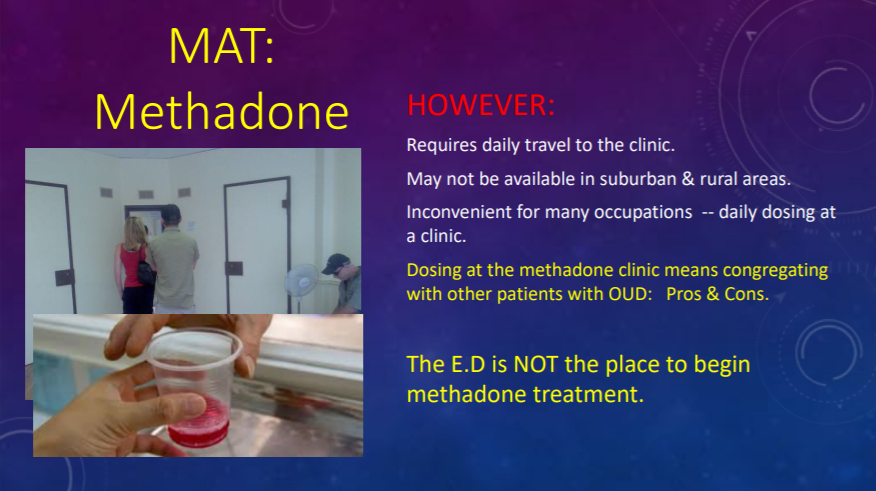 MAT:
Methadone
HOWEVER:
Requires daily travel to the clinic.
May not be available in suburban & rural areas.
Inconvenient for many occupations -- daily dosing at
a clinic.
Dosing at the methadone clinic means congregating
with other patients with OUD: Pros & Cons.
The E.D is NOT the place to begin
methadone treatment.